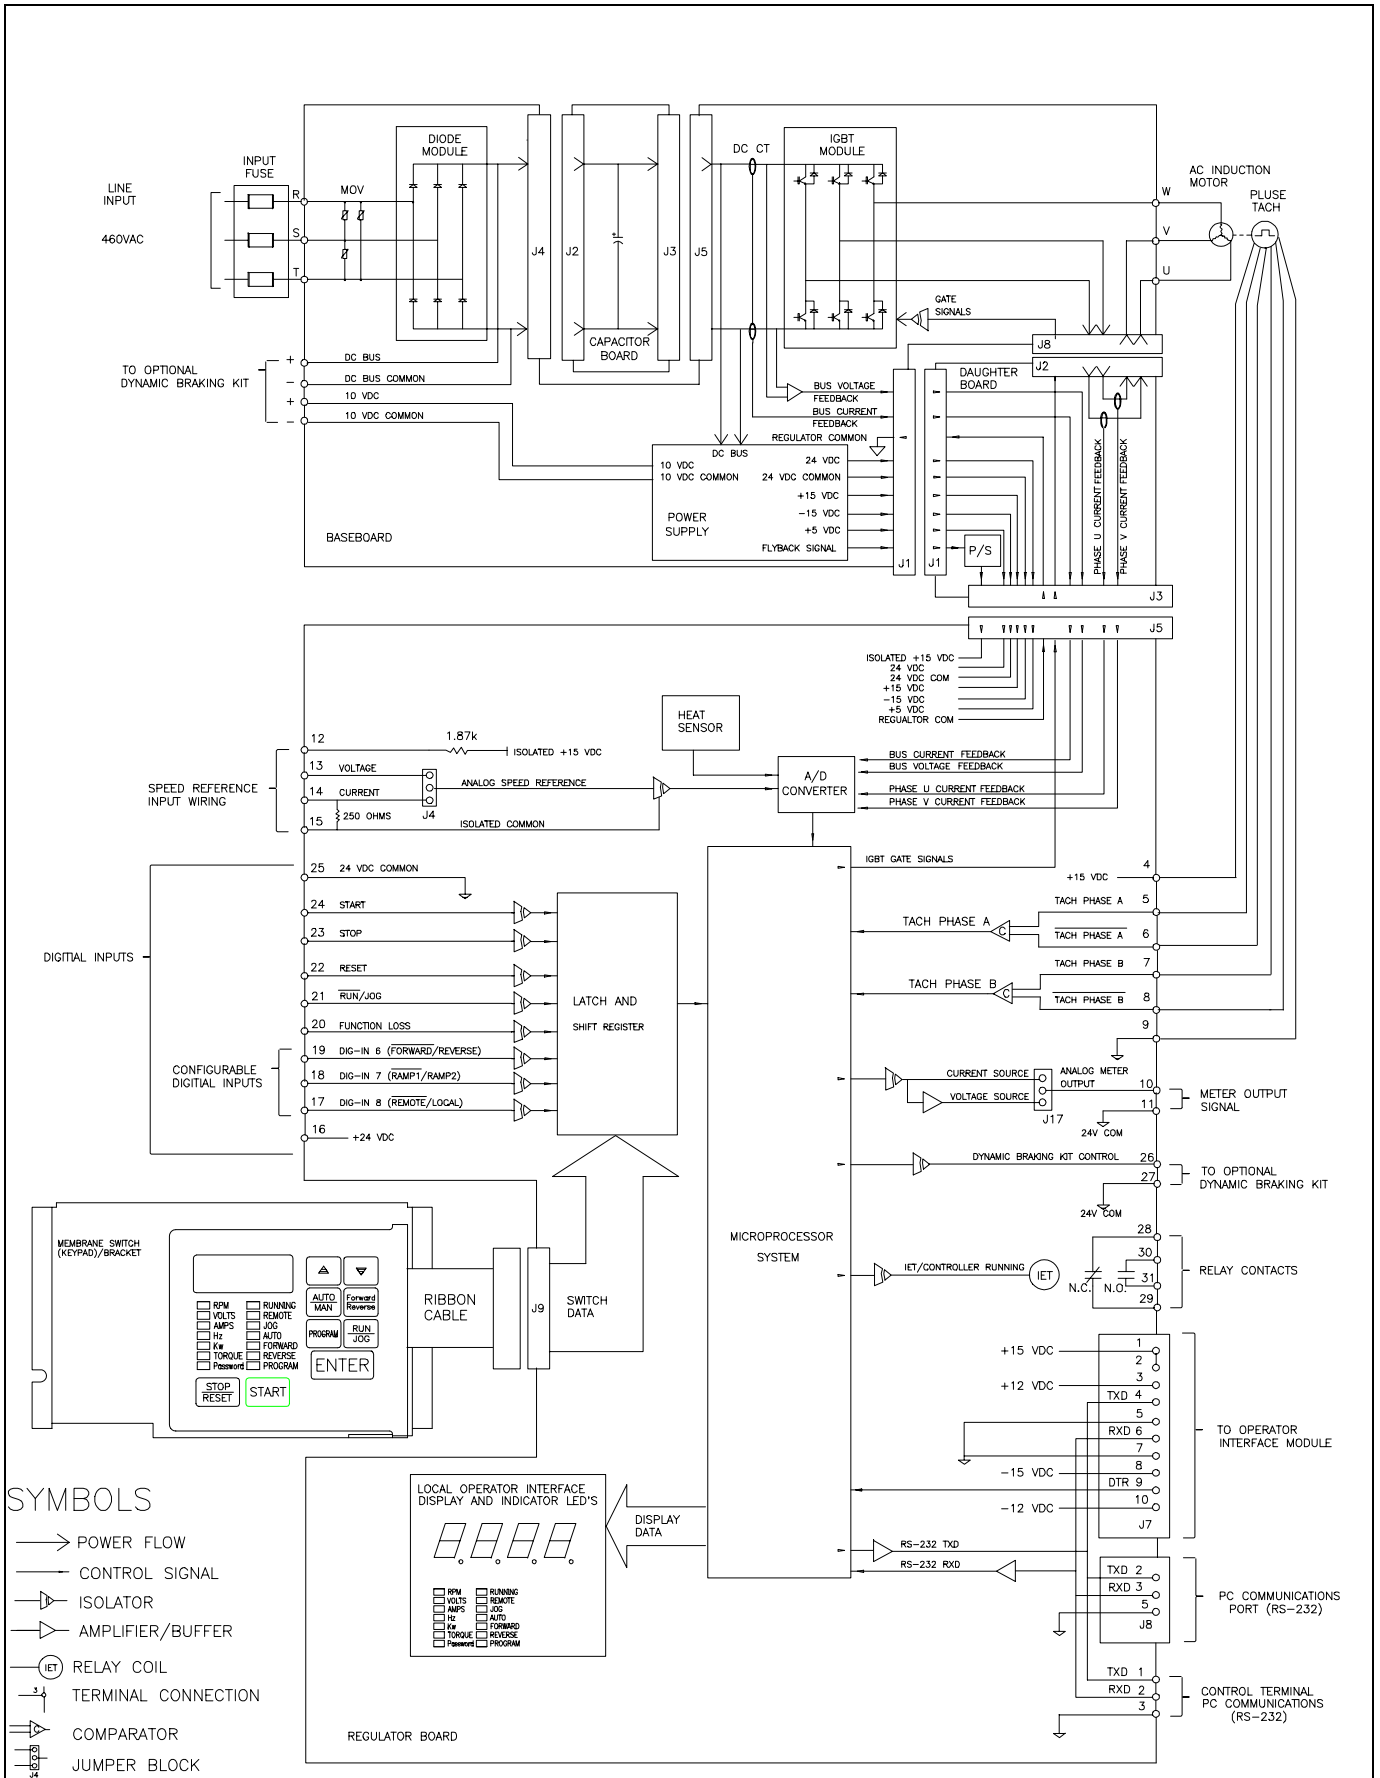 DIODE
MODULE
IGBT
MODULE
DC CT
INPUT
FUSE
LINE
INPUT
460VAC
R
MOV
S
T
J4
J2
J3
J5
CAPACITOR
BOARD
AC INDUCTION
MOTOR
PLUSE
TACH
W
V
U
GATE
SIGNALS
J8
J2
DAUGHTER
BOARD
TO OPTIONAL
DYNAMIC BRAKING KIT
+ DC BUS
− DC BUS COMMON
+ 10 VDC
− 10 VDC COMMON
BUS VOLTAGE
FEEDBACK
BUS CURRENT
FEEDBACK
REGULATOR COMMON
DC BUS
10 VDC
10 VDC COMMON
24 VDC
24 VDC COMMON
+15 VDC
−15 VDC
+5 VDC
FLYBACK SIGNAL
POWER
SUPPLY
BASEBOARD
J1
J1
P/S
PHASE U CURRENT FEEDBACK
PHASE V CURRENT FEEDBACK
J3
J5
ISOLATED +15 VDC
24 VDC
24 VDC COM
+15 VDC
−15 VDC
+5 VDC
REGUALTOR COM
HEAT
SENSOR
12
1.87k
ISOLATED +15 VDC
SPEED REFERENCE
INPUT WIRING
13 VOLTAGE
14 CURRENT
15
250 OHMS
J4
ANALOG SPEED REFERENCE
ISOLATED COMMON
A/D
CONVERTER
BUS CURRENT FEEDBACK
BUS VOLTAGE FEEDBACK
PHASE U CURRENT FEEDBACK
PHASE V CURRENT FEEDBACK
DIGITIAL INPUTS
25 24 VDC COMMON
24 START
23 STOP
22 RESET
21 RUN/JOG
20 FUNCTION LOSS
CONFIGURABLE
DIGITIAL INPUTS
19 DIG−IN 6 (FORWARD/REVERSE)
18 DIG−IN 7 (RAMP1/RAMP2)
17 DIG−IN 8 (REMOTE/LOCAL)
16 +24 VDC
LATCH AND
SHIFT REGISTER
IGBT GATE SIGNALS
4
+15 VDC
TACH PHASE A
C
TACH PHASE A 5
TACH PHASE A 6
TACH PHASE B
C
TACH PHASE B 7
TACH PHASE B 8
9
CURRENT SOURCE
VOLTAGE SOURCE
ANALOG METER
OUTPUT
J17
10
11
24V COM
METER OUTPUT
SIGNAL
DYNAMIC BRAKING KIT CONTROL
26
27
24V COM
TO OPTIONAL
DYNAMIC BRAKING KIT
MICROPROCESSOR
SYSTEM
IET/CONTROLLER RUNNING
IET
28
30
31
29
N.C.
N.O.
RELAY CONTACTS
MEMBRANE SWITCH
(KEYPAD)/BRACKET
RPM
VOLTS
AMPS
Hz
Kw
TORQUE
Password
RUNNING
REMOTE
JOG
AUTO
FORWARD
REVERSE
PROGRAM
AUTO
MAN
Forward
Reverse
PROGRAM
RUN
JOG
ENTER
STOP
RESET
START
RIBBON
CABLE
J9
SWITCH
DATA
+15 VDC 1
2
+12 VDC 3
TXD 4
5
RXD 6
7
−15 VDC 8
DTR 9
−12 VDC 10
J7
TO OPERATOR
INTERFACE MODULE
LOCAL OPERATOR INTERFACE
DISPLAY AND INDICATOR LED'S
8.8.8.8.
RPM
VOLTS
AMPS
Hz
Kw
TORQUE
Password
RUNNING
REMOTE
JOG
AUTO
FORWARD
REVERSE
PROGRAM
DISPLAY
DATA
RS−232 TXD
RS−232 RXD
TXD 2
RXD 3
5
J8
PC COMMUNICATIONS
PORT (RS−232)
TXD 1
RXD 2
3
CONTROL TERMINAL
PC COMMUNICATIONS
(RS−232)
REGULATOR BOARD
SYMBOLS
POWER FLOW
CONTROL SIGNAL
ISOLATOR
AMPLIFIER/BUFFER
IET RELAY COIL
3 TERMINAL CONNECTION
C COMPARATOR
J4 JUMPER BLOCK